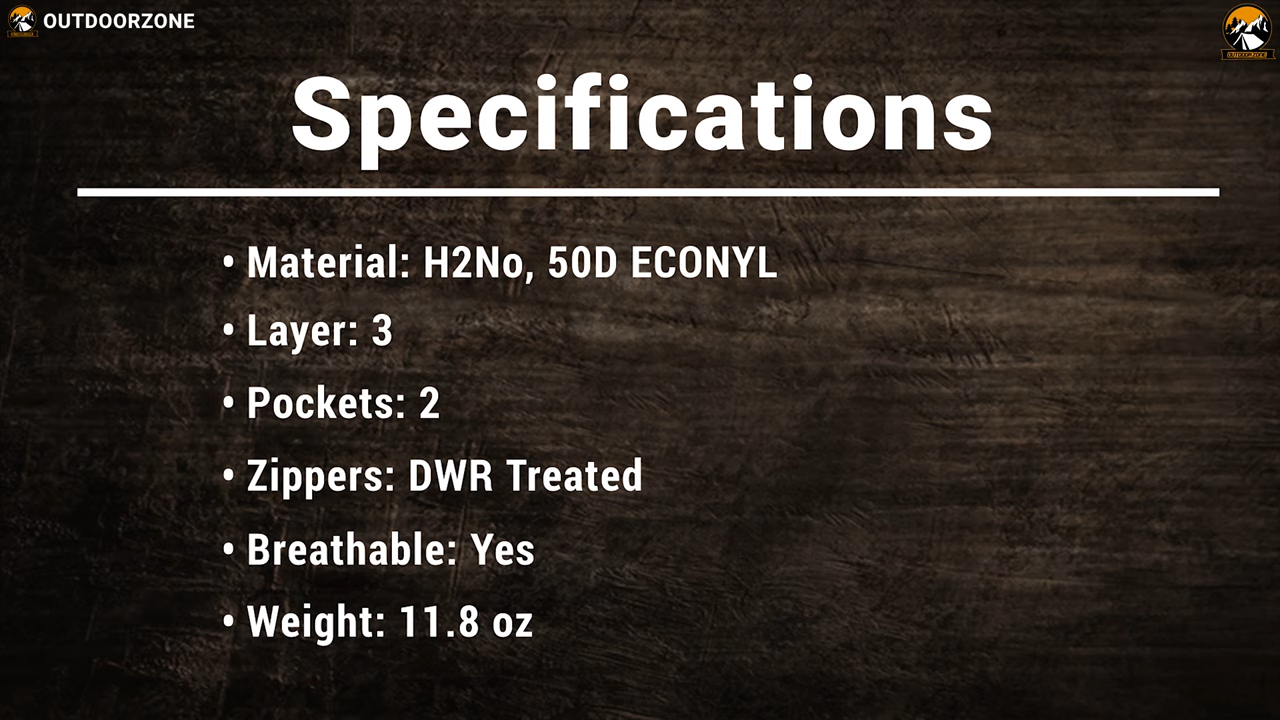 OUTDOORZONE
OUTDOORZONE
Specifications
• Material: H2No, 50D ECONYL
• Layer: 3
• Pockets: 2
• Zippers: DWR Treated
• Breathable: Yes
• Weight: 11.8 oz